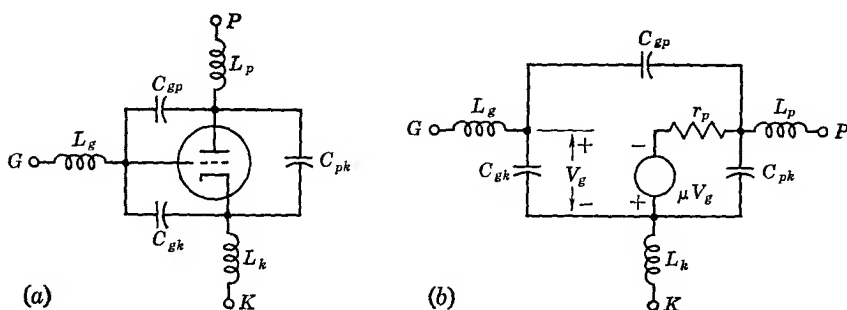 P
L_p
C_gp
L_g
G
C_pk
C_gk
L_k
K
(a)
C_gp
L_g
G
r_p
L_p
P
+
-
C_gk
V_g
μV_g
C_pk
-
+
L_k
K
(b)